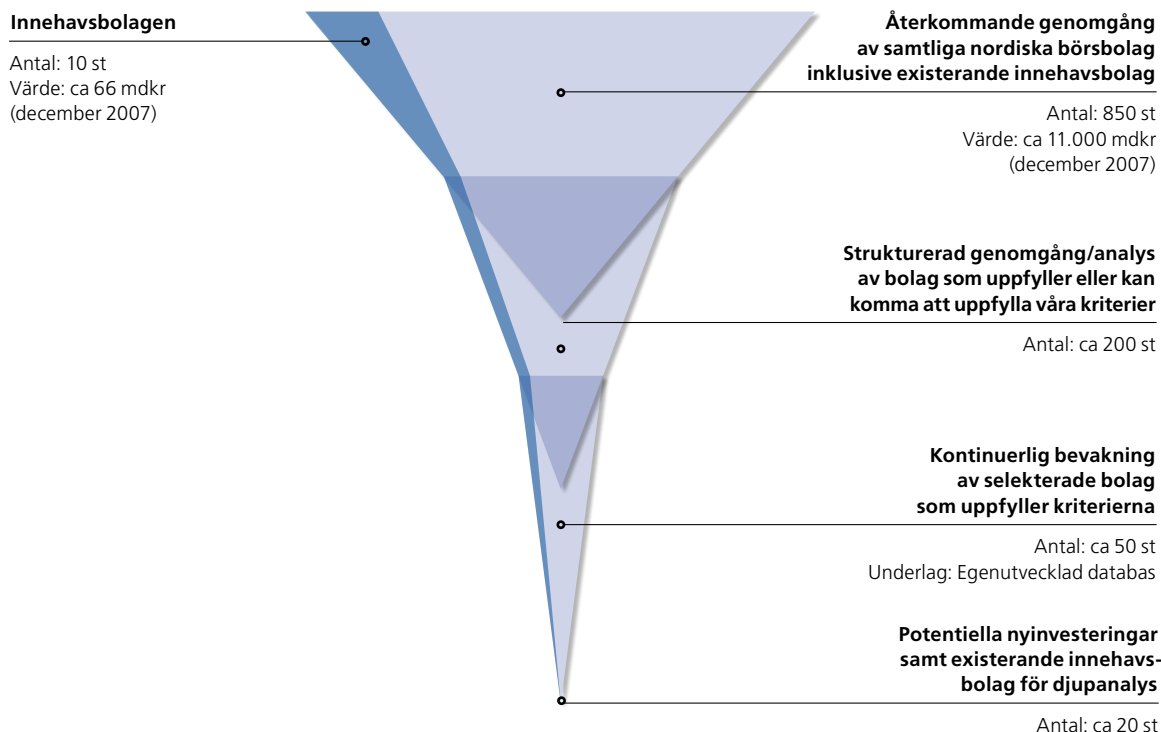 Innehavsbolagen
Antal: 10 st
Värde: ca 66 mdkr
(december 2007)
Återkommande genomgång
av samtliga nordiska börsbolag
inklusive existerande innehavsbolag
Antal: 850 st
Värde: ca 11.000 mdkr
(december 2007)
Strukturerad genomgång/analys
av bolag som uppfyller eller kan
komma att uppfylla våra kriterier
Antal: ca 200 st
Kontinuerlig bevakning
av selekterade bolag
som uppfyller kriterierna
Antal: ca 50 st
Underlag: Egenutvecklad databas
Potentiella nyinvesteringar
samt existerande innehavs-
bolag för djupanalys
Antal: ca 20 st